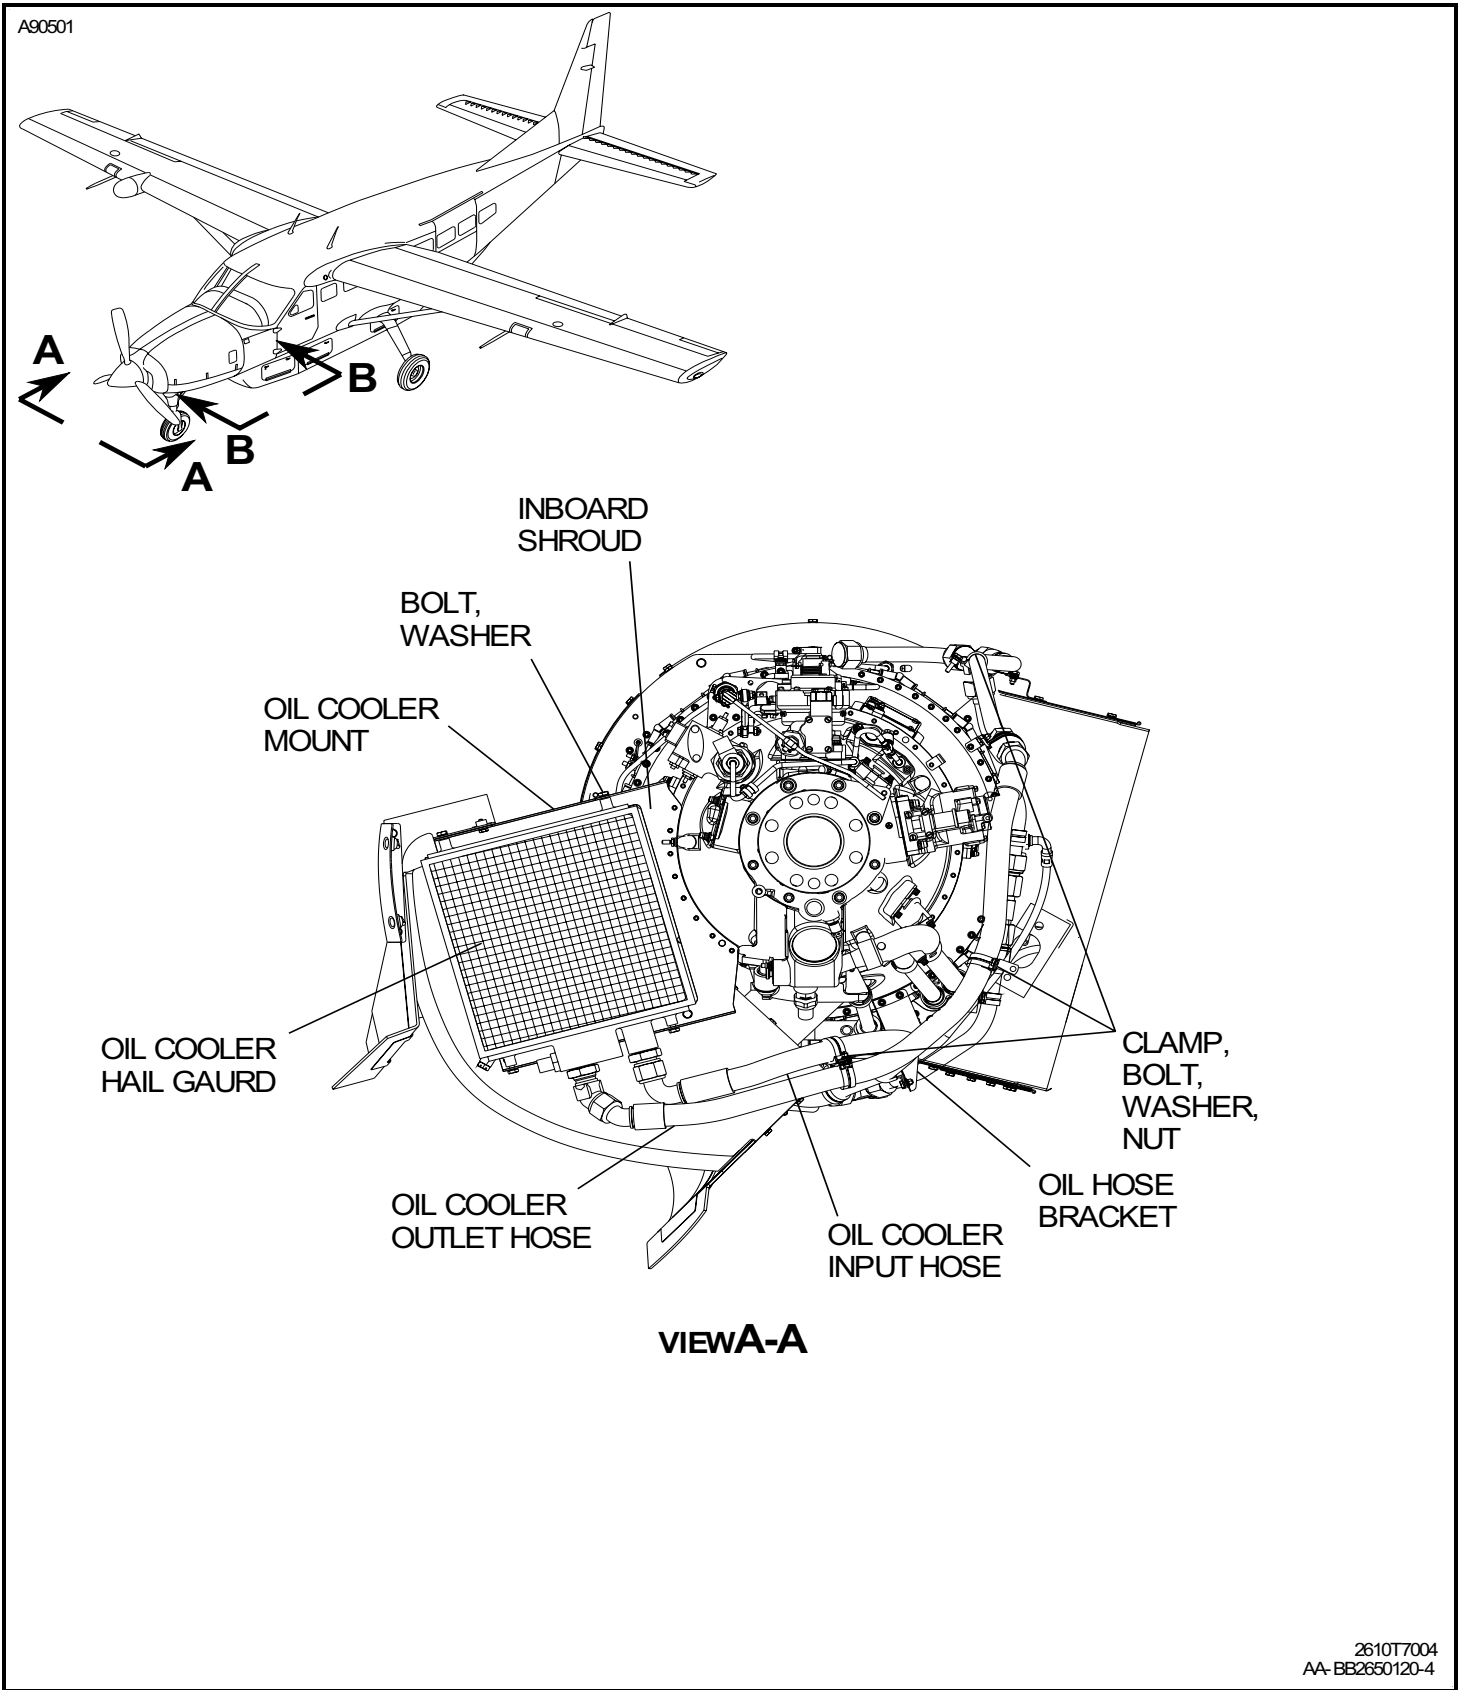 A90501
A
B
B
A
INBOARD
SHROUD
BOLT,
WASHER
OIL COOLER
MOUNT
OIL COOLER
HAIL GAURD
CLAMP,
BOLT,
WASHER,
NUT
OIL HOSE
BRACKET
OIL COOLER
OUTLET HOSE
OIL COOLER
INPUT HOSE
VIEWA-A
2610T7004
AA-BB2650120-4